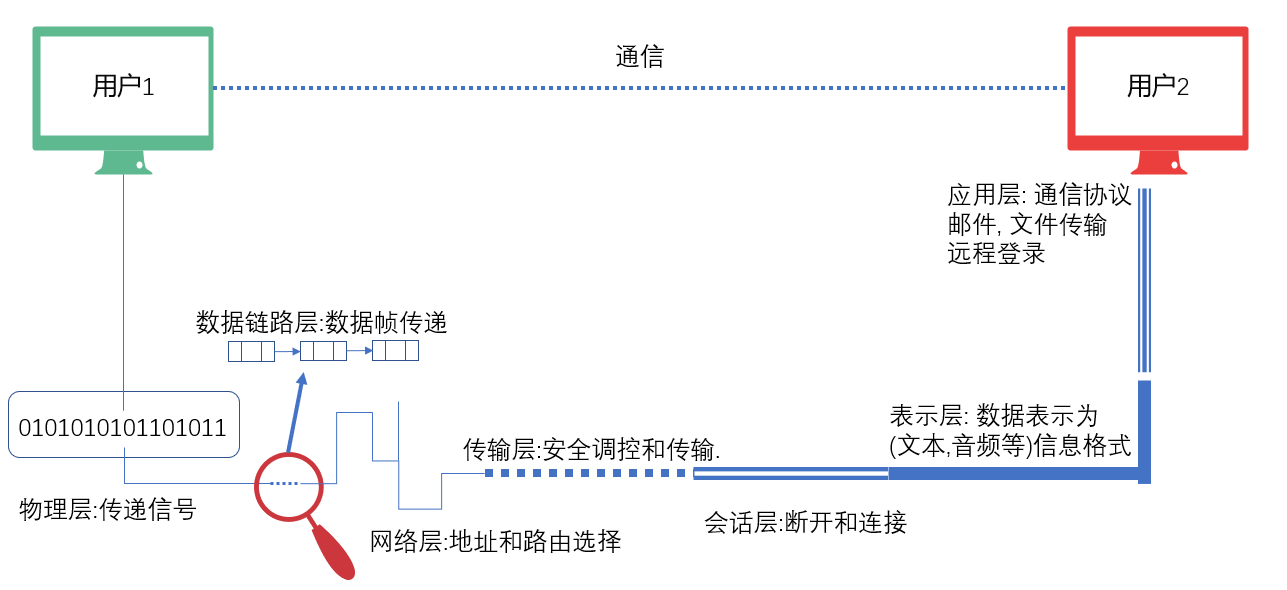 通信
用户1
用户2
应用层: 通信协议
邮件, 文件传输
远程登录
数据链路层:数据帧传递
0101010101101011
物理层:传递信号
网络层:地址和路由选择
传输层:安全调控和传输.
会话层:断开和连接
表示层: 数据表示为
(文本,音频等)信息格式